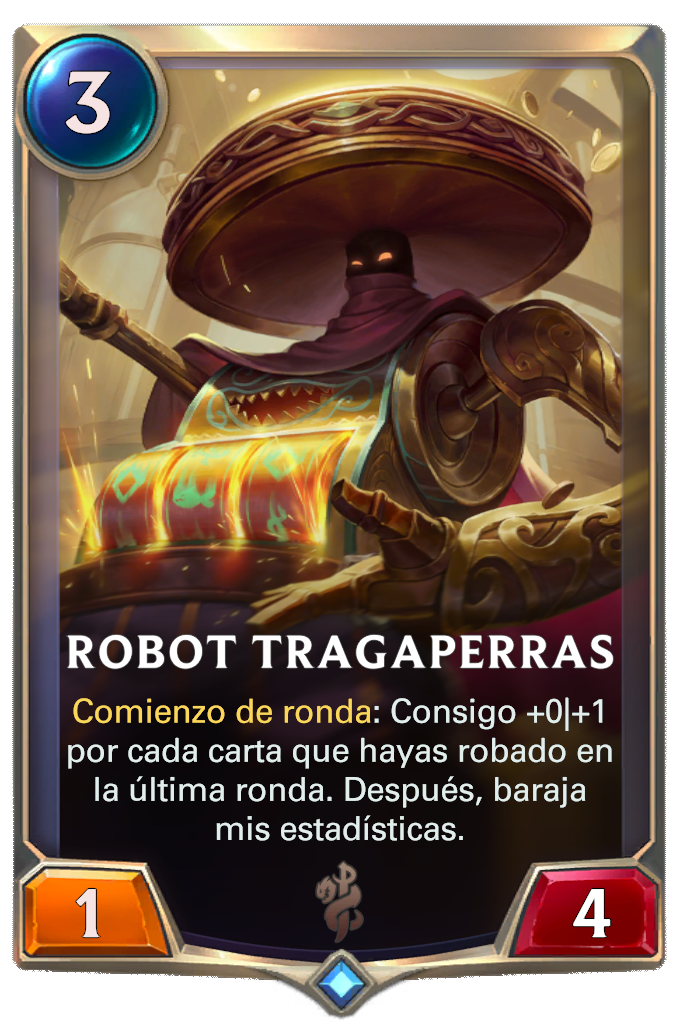 3
ROBOT TRAGAPERRAS
Comienzo de ronda: Consigo +0|+1
por cada carta que hayas robado en
la última ronda. Después, baraja
mis estadísticas.
1
4